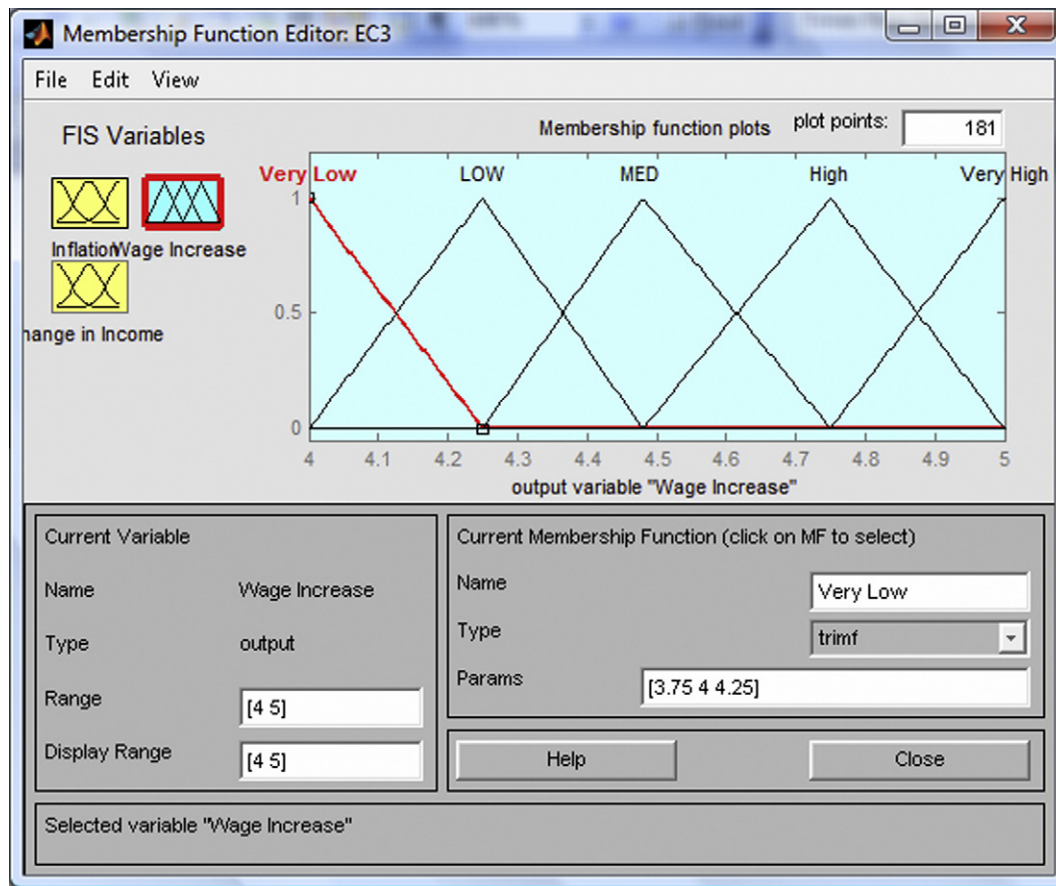 Membership Function Editor: EC3
File Edit View
FIS Variables
Membership function plots plot points: 181
Very Low LOW MED High Very High
1
0.5
0
Inflation Wage Increase
hange in Income
4 4.1 4.2 4.3 4.4 4.5 4.6 4.7 4.8 4.9 5
output variable "Wage Increase"
Current Variable
Name Wage Increase
Type output
Range [4 5]
Display Range [4 5]
Current Membership Function (click on MF to select)
Name Very Low
Type trimf
Params [3.75 4 4.25]
Help Close
Selected variable "Wage Increase"